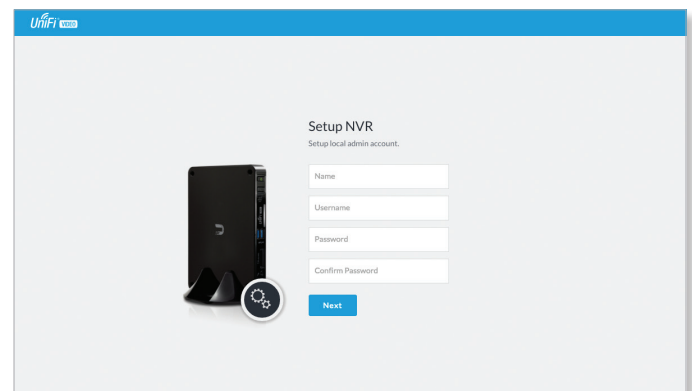 UniFi VIDEO
Setup NVR
Setup local admin account.
Name
Username
Password
Confirm Password
Next